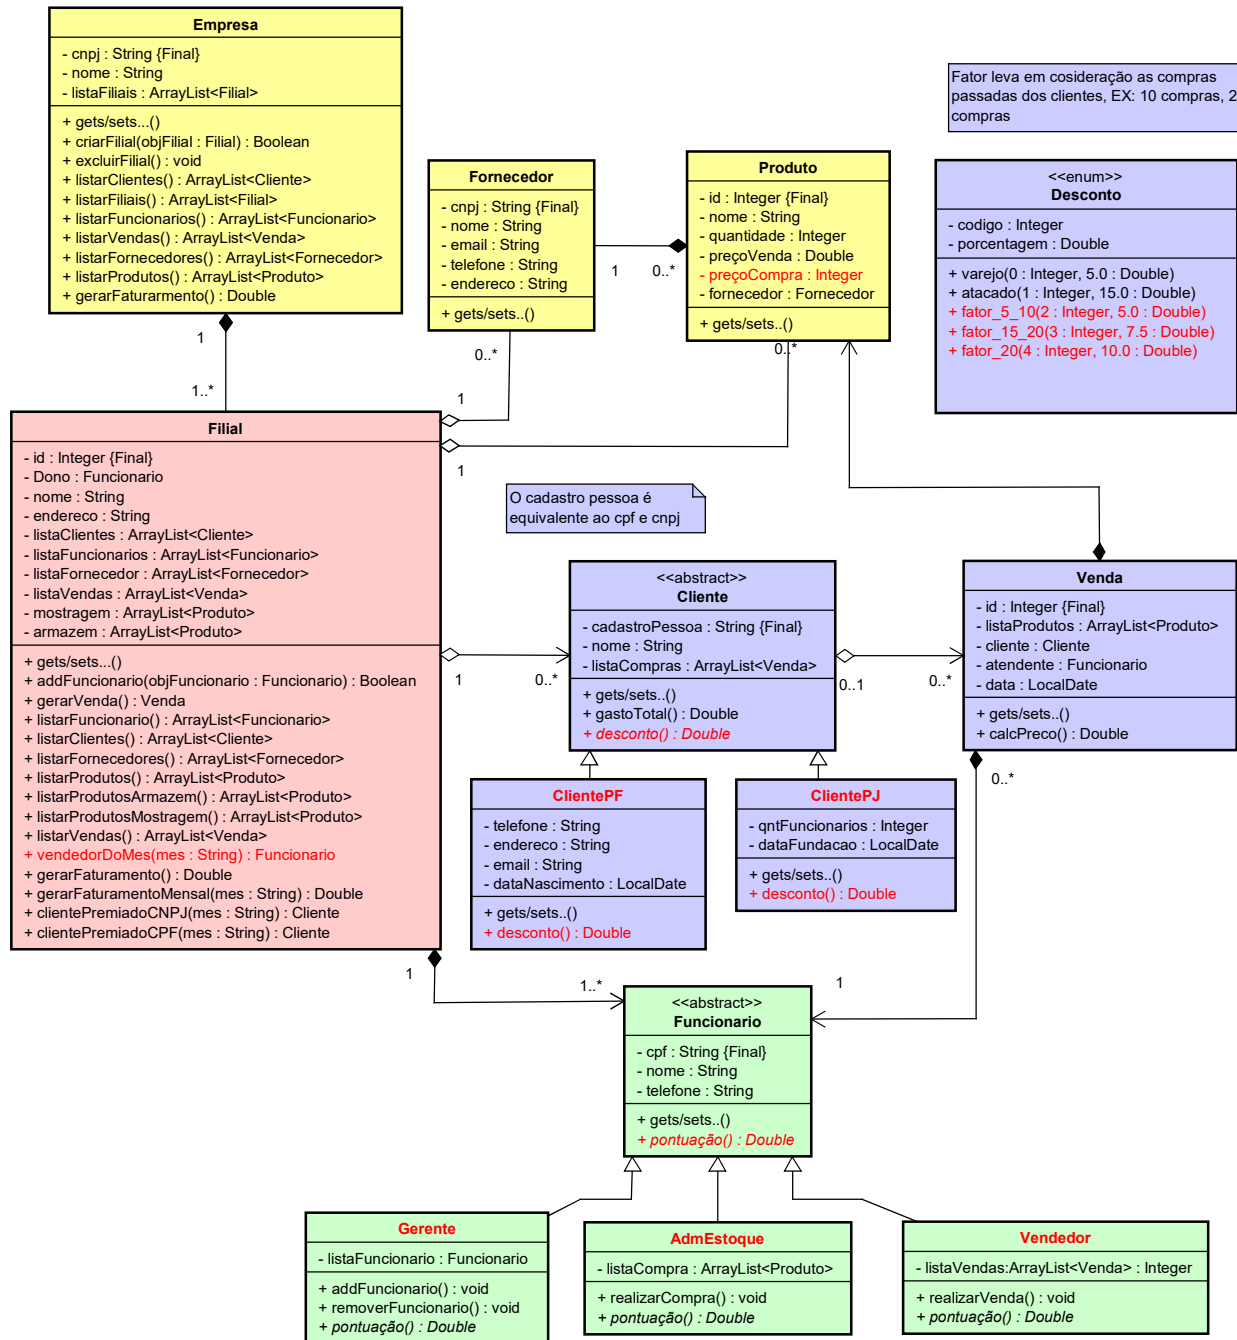 Empresa
- cnpj : String {Final}
- nome : String
- listaFiliais : ArrayList<Filial>
+ gets/sets...()
+ criarFilial(objFilial : Filial) : Boolean
+ excluirFilial() : void
+ listarClientes() : ArrayList<Cliente>
+ listarFiliais() : ArrayList<Filial>
+ listarFuncionarios() : ArrayList<Funcionario>
+ listarVendas() : ArrayList<Venda>
+ listarFornecedores() : ArrayList<Fornecedor>
+ listarProdutos() : ArrayList<Produto>
+ gerarFaturarmento() : Double
Fornecedor
- cnpj : String {Final}
- nome : String
- email : String
- telefone : String
- endereco : String
+ gets/sets..()
Produto
- id : Integer {Final}
- nome : String
- quantidade : Integer
- preçoVenda : Double
- preçoCompra : Integer
- fornecedor : Fornecedor
+ gets/sets..()
Fator leva em cosideração as compras
passadas dos clientes, EX: 10 compras, 2
compras
<<enum>>
Desconto
- codigo : Integer
- porcentagem : Double
+ varejo(0 : Integer, 5.0 : Double)
+ atacado(1 : Integer, 15.0 : Double)
+ fator_5_10(2 : Integer, 5.0 : Double)
+ fator_15_20(3 : Integer, 7.5 : Double)
+ fator_20(4 : Integer, 10.0 : Double)
1
0..*
1
1..*
0..*
1
0..*
1
Filial
- id : Integer {Final}
- Dono : Funcionario
- nome : String
- endereco : String
- listaClientes : ArrayList<Cliente>
- listaFuncionarios : ArrayList<Funcionario>
- listaFornecedor : ArrayList<Fornecedor>
- listaVendas : ArrayList<Venda>
- mostragem : ArrayList<Produto>
- armazem : ArrayList<Produto>
+ gets/sets...()
+ addFuncionario(objFuncionario : Funcionario) : Boolean
+ gerarVenda() : Venda
+ listarFuncionario() : ArrayList<Funcionario>
+ listarClientes() : ArrayList<Cliente>
+ listarFornecedores() : ArrayList<Fornecedor>
+ listarProdutos() : ArrayList<Produto>
+ listarProdutosArmazem() : ArrayList<Produto>
+ listarProdutosMostragem() : ArrayList<Produto>
+ listarVendas() : ArrayList<Venda>
+ vendedorDoMes(mes : String) : Funcionario
+ gerarFaturamento() : Double
+ gerarFaturamentoMensal(mes : String) : Double
+ clientePremiadoCNPJ(mes : String) : Cliente
+ clientePremiadoCPF(mes : String) : Cliente
O cadastro pessoa é
equivalente ao cpf e cnpj
<<abstract>>
Cliente
- cadastroPessoa : String {Final}
- nome : String
- listaCompras : ArrayList<Venda>
+ gets/sets..()
+ gastoTotal() : Double
+ desconto() : Double
Venda
- id : Integer {Final}
- listaProdutos : ArrayList<Produto>
- cliente : Cliente
- atendente : Funcionario
- data : LocalDate
+ gets/sets..()
+ calcPreco() : Double
1
0..*
0..1
0..*
0..*
ClientePF
- telefone : String
- endereco : String
- email : String
- dataNascimento : LocalDate
+ gets/sets..()
+ desconto() : Double
ClientePJ
- qntFuncionarios : Integer
- dataFundacao : LocalDate
+ gets/sets..()
+ desconto() : Double
1
1..*
1
<<abstract>>
Funcionario
- cpf : String {Final}
- nome : String
- telefone : String
+ gets/sets..()
+ pontuação() : Double
Gerente
- listaFuncionario : Funcionario
+ addFuncionario() : void
+ removerFuncionario() : void
+ pontuação() : Double
AdmEstoque
- listaCompra : ArrayList<Produto>
+ realizarCompra() : void
+ pontuação() : Double
Vendedor
- listaVendas:ArrayList<Venda> : Integer
+ realizarVenda() : void
+ pontuação() : Double